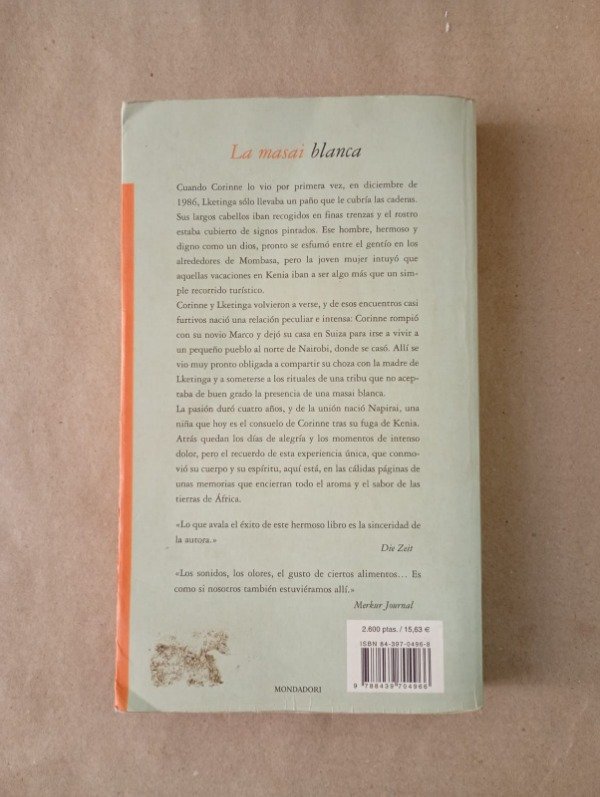 La masai blanca
Cuando Corinne lo vio por primera vez, en diciembre de
1986, Lketinga sólo llevaba un paño que le cubría las caderas.
Sus largos cabellos iban recogidos en finas trenzas y el rostro
estaba cubierto de signos pintados. Ese hombre, hermoso y
digno como un dios, pronto se esfumó entre el gentío en los
alrededores de Mombasa, pero la joven mujer intuyó que
aquellas vacaciones en Kenia iban a ser algo más que un sim-
ple recorrido turístico.
Corinne y Lketinga volvieron a verse, y de esos encuentros casi
furtivos nació una relación peculiar e intensa: Corinne rompió
con su novio Marco y dejó su casa en Suiza para irse a vivir a
un pequeño pueblo al norte de Nairobi, donde se casó. Allí se
vio muy pronto obligada a compartir su choza con la madre de
Lketinga y a someterse a los rituales de una tribu que no acep-
taba de buen grado la presencia de una masai blanca.
La pasión duró cuatro años, y de la unión nació Napirai, una
niña que hoy es el consuelo de Corinne tras su fuga de Kenia.
Atrás quedan los días de alegría y los momentos de intenso
dolor, pero el recuerdo de esta experiencia única, que conmo-
vió su cuerpo y su espíritu, aquí está, en las cálidas páginas de
unas memorias que encierran todo el aroma y el sabor de las
tierras de África.
«Lo que avala el éxito de este hermoso libro es la sinceridad de
la autora.»
Die Zeit
«Los sonidos, los olores, el gusto de ciertos alimentos... Es
como si nosotros también estuviéramos allí.»
Merkur Journal
2.600 ptas. / 15,63 €
ISBN 84-397-0496-8
9 788439 704966
MONDADORI